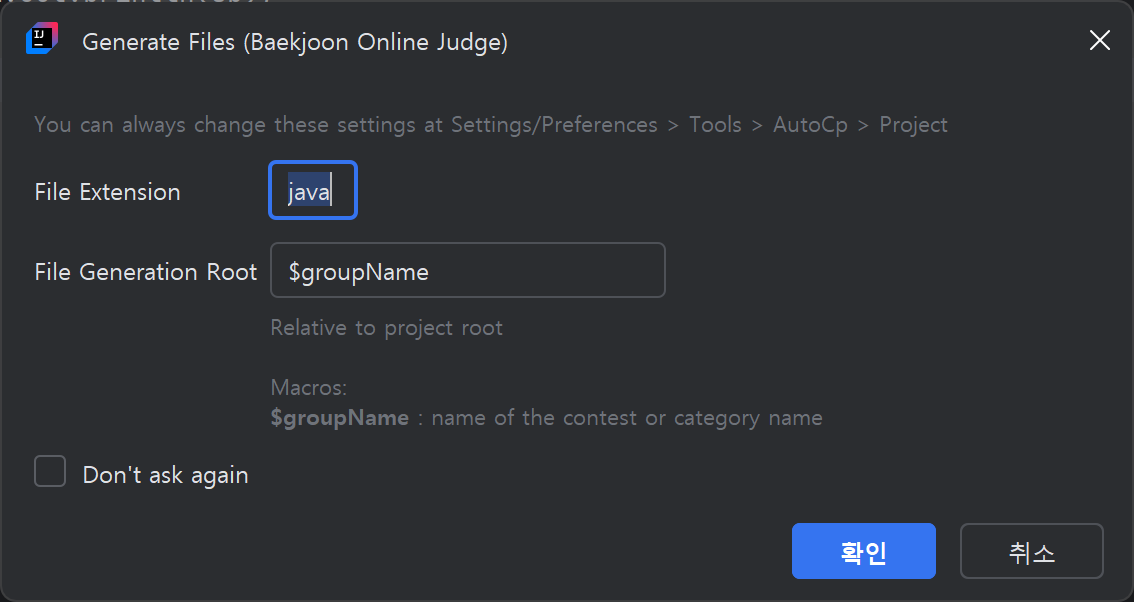 IJ
Generate Files (Baekjoon Online Judge)
You can always change these settings at Settings/Preferences > Tools > AutoCp > Project
File Extension
java
File Generation Root
$groupName
Relative to project root
Macros:
$groupName : name of the contest or category name
Don't ask again
확인
취소